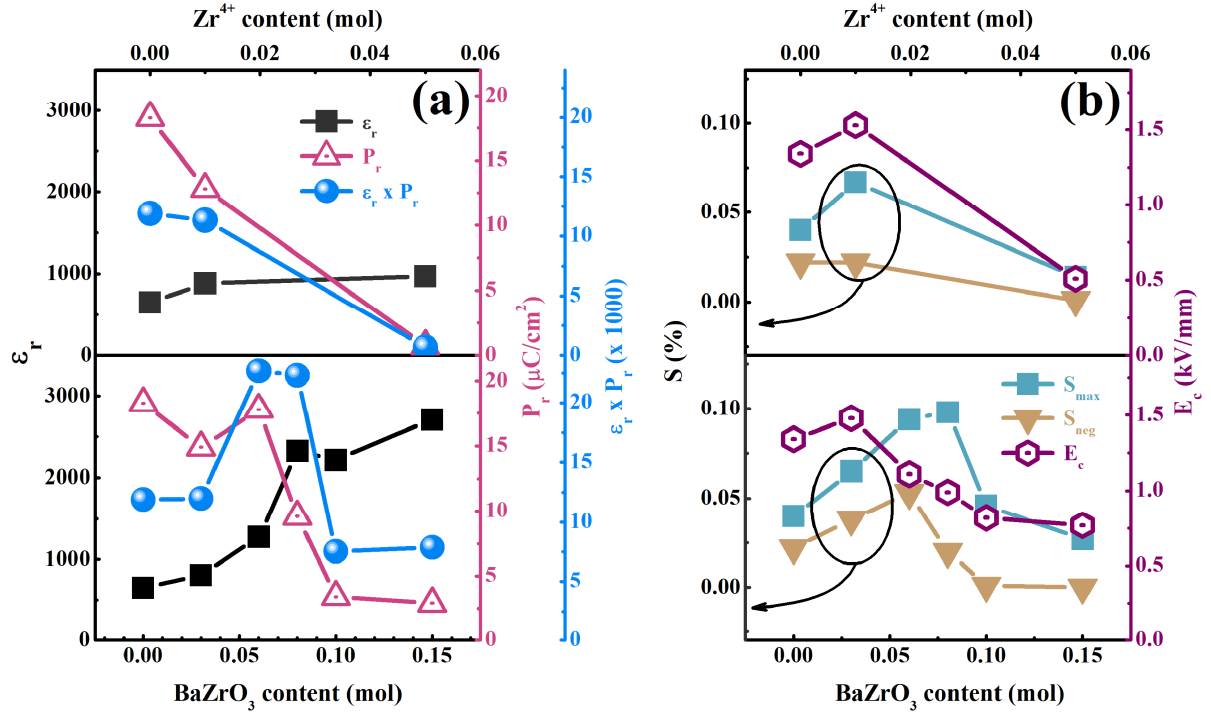 Zr⁴⁺ content (mol)
0.00 0.02 0.04 0.06
(a)
3000
2000
1000
0
20
15
10
5
0
20
15
10
5
0
εr
Pr
εr x Pr
3000
2000
1000
0
20
15
10
5
0
20
15
10
5
0
εr
Pr (μC/cm²)
εr x Pr (x 1000)
0.00 0.05 0.10 0.15
BaZrO₃ content (mol)
Zr⁴⁺ content (mol)
0.00 0.02 0.04 0.06
(b)
0.10
0.05
0.00
1.5
1.0
0.5
0.0
S (%)
Ec (kV/mm)
Smax
Sneg
Ec
0.10
0.05
0.00
1.5
1.0
0.5
0.0
0.00 0.05 0.10 0.15
BaZrO₃ content (mol)